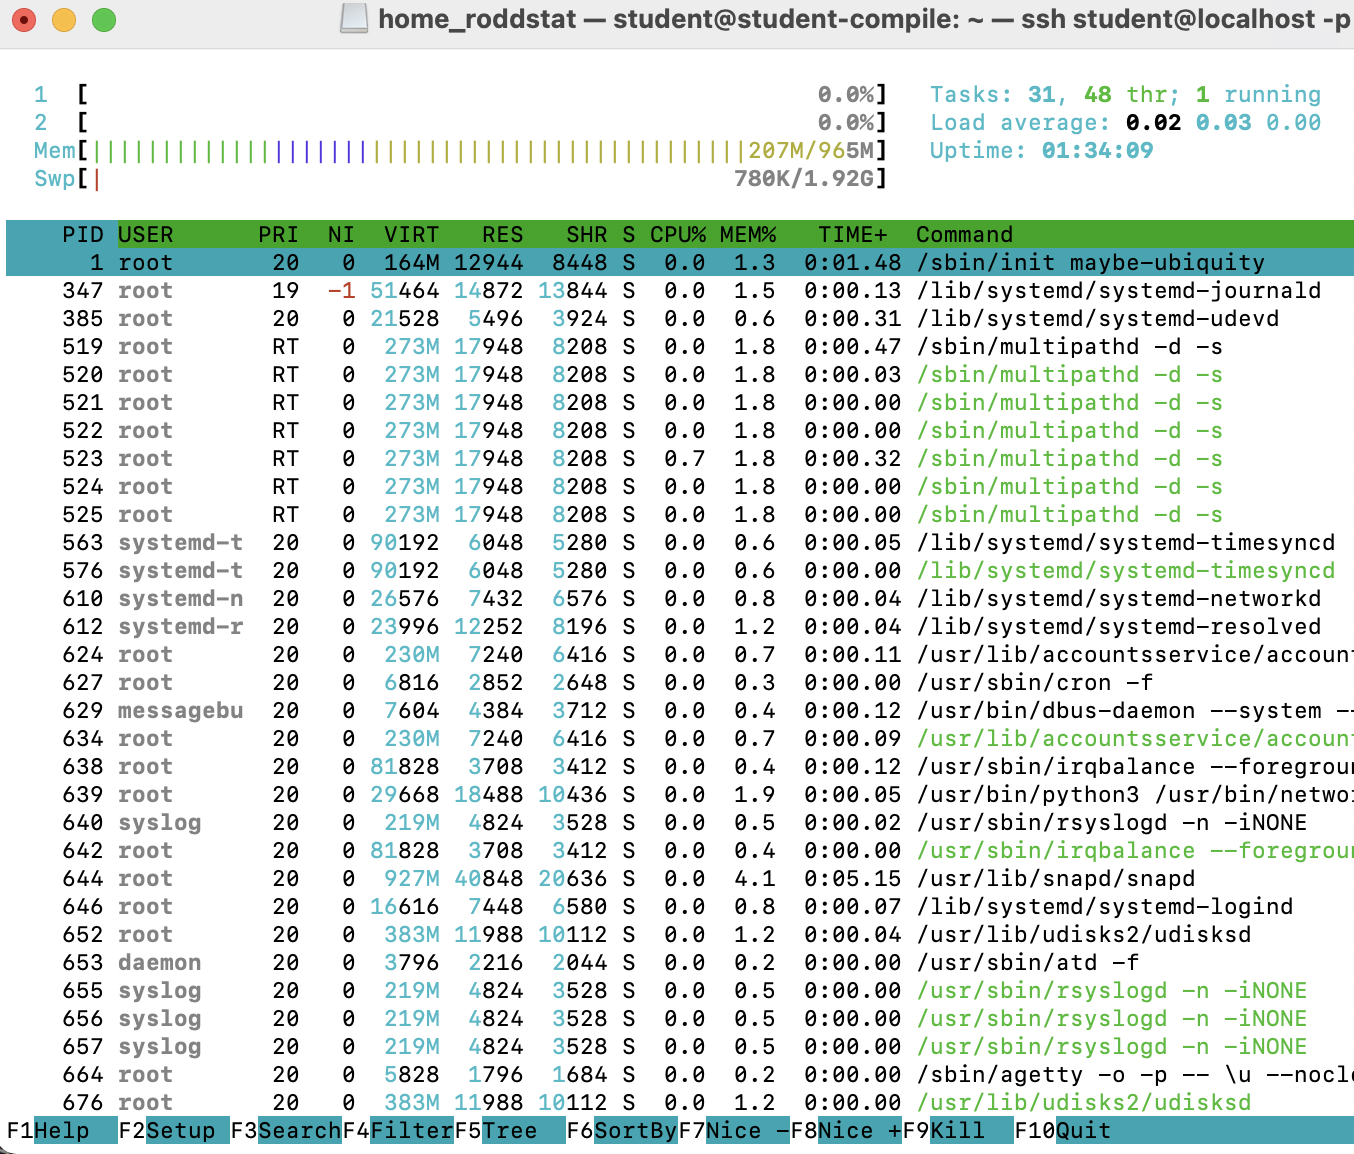 home_roddstat — student@student-compile: ~ — ssh student@localhost -p
1 [ 0.0%] Tasks: 31, 48 thr; 1 running
2 [ 0.0%] Load average: 0.02 0.03 0.00
Mem[||||||||||||||||||||||||||||||||||||||||||||||||207M/965M] Uptime: 01:34:09
Swp[| 780K/1.92G]
PID USER PRI NI VIRT RES SHR S CPU% MEM% TIME+ Command
1 root 20 0 164M 12944 8448 S 0.0 1.3 0:01.48 /sbin/init maybe-ubiquity
347 root 19 -1 51464 14872 13844 S 0.0 1.5 0:00.13 /lib/systemd/systemd-journald
385 root 20 0 21528 5496 3924 S 0.0 0.6 0:00.31 /lib/systemd/systemd-udevd
519 root RT 0 273M 17948 8208 S 0.0 1.8 0:00.47 /sbin/multipathd -d -s
520 root RT 0 273M 17948 8208 S 0.0 1.8 0:00.03 /sbin/multipathd -d -s
521 root RT 0 273M 17948 8208 S 0.0 1.8 0:00.00 /sbin/multipathd -d -s
522 root RT 0 273M 17948 8208 S 0.0 1.8 0:00.00 /sbin/multipathd -d -s
523 root RT 0 273M 17948 8208 S 0.7 1.8 0:00.32 /sbin/multipathd -d -s
524 root RT 0 273M 17948 8208 S 0.0 1.8 0:00.00 /sbin/multipathd -d -s
525 root RT 0 273M 17948 8208 S 0.0 1.8 0:00.00 /sbin/multipathd -d -s
563 systemd-t 20 0 90192 6048 5280 S 0.0 0.6 0:00.05 /lib/systemd/systemd-timesyncd
576 systemd-t 20 0 90192 6048 5280 S 0.0 0.6 0:00.00 /lib/systemd/systemd-timesyncd
610 systemd-n 20 0 26576 7432 6576 S 0.0 0.8 0:00.04 /lib/systemd/systemd-networkd
612 systemd-r 20 0 23996 12252 8196 S 0.0 1.2 0:00.04 /lib/systemd/systemd-resolved
624 root 20 0 230M 7240 6416 S 0.0 0.7 0:00.11 /usr/lib/accountsservice/accoun
627 root 20 0 6816 2852 2648 S 0.0 0.3 0:00.00 /usr/sbin/cron -f
629 messagebu 20 0 7604 4384 3712 S 0.0 0.4 0:00.12 /usr/bin/dbus-daemon --system --
634 root 20 0 230M 7240 6416 S 0.0 0.7 0:00.09 /usr/lib/accountsservice/accoun
638 root 20 0 81828 3708 3412 S 0.0 0.4 0:00.12 /usr/sbin/irqbalance --foregroun
639 root 20 0 29668 18488 10436 S 0.0 1.9 0:00.05 /usr/bin/python3 /usr/bin/networ
640 syslog 20 0 219M 4824 3528 S 0.0 0.5 0:00.02 /usr/sbin/rsyslogd -n -iNONE
642 root 20 0 81828 3708 3412 S 0.0 0.4 0:00.00 /usr/sbin/irqbalance --foregroun
644 root 20 0 927M 40848 20636 S 0.0 4.1 0:05.15 /usr/lib/snapd/snapd
646 root 20 0 16616 7448 6580 S 0.0 0.8 0:00.07 /lib/systemd/systemd-logind
652 root 20 0 383M 11988 10112 S 0.0 1.2 0:00.04 /usr/lib/udisks2/udisksd
653 daemon 20 0 3796 2216 2044 S 0.0 0.2 0:00.00 /usr/sbin/atd -f
655 syslog 20 0 219M 4824 3528 S 0.0 0.5 0:00.00 /usr/sbin/rsyslogd -n -iNONE
656 syslog 20 0 219M 4824 3528 S 0.0 0.5 0:00.00 /usr/sbin/rsyslogd -n -iNONE
657 syslog 20 0 219M 4824 3528 S 0.0 0.5 0:00.00 /usr/sbin/rsyslogd -n -iNONE
664 root 20 0 5828 1796 1684 S 0.0 0.2 0:00.00 /sbin/agetty -o -p -- \u --nocle
676 root 20 0 383M 11988 10112 S 0.0 1.2 0:00.00 /usr/lib/udisks2/udisksd
F1Help F2Setup F3SearchF4FilterF5Tree F6SortByF7Nice -F8Nice +F9Kill F10Quit